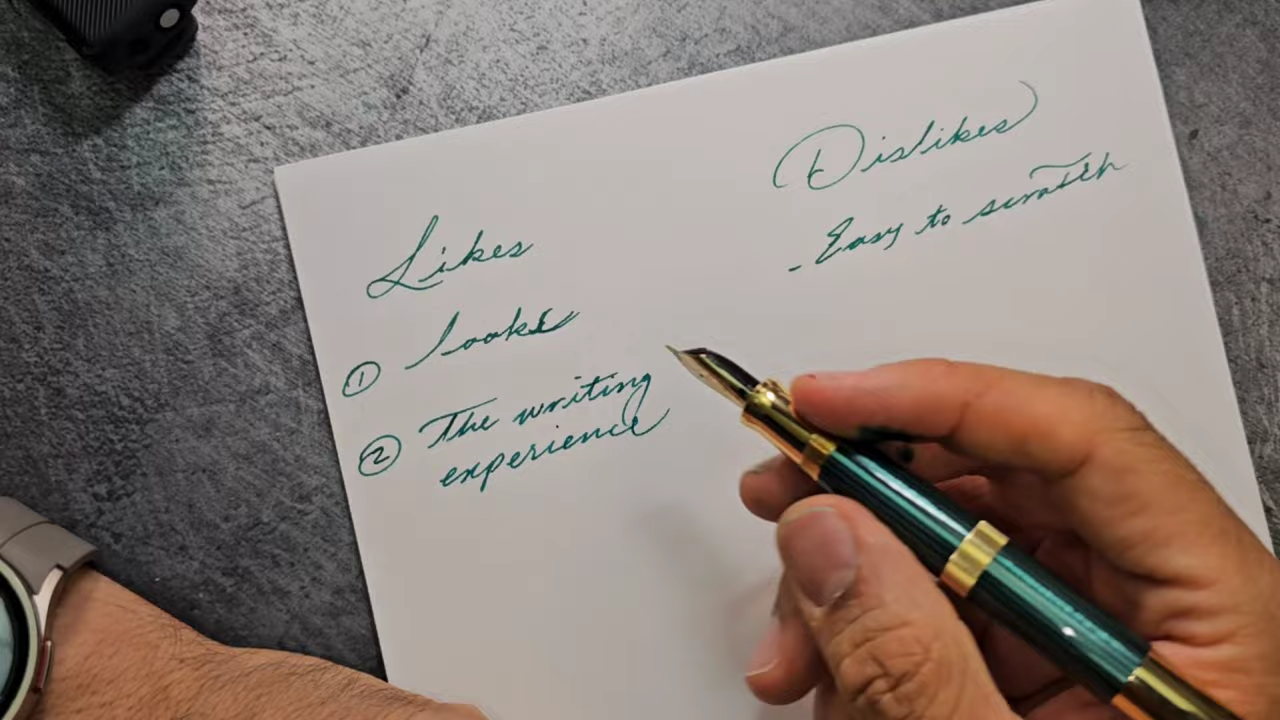 Likes
① looks
② The writing
experience
Dislikes
- Easy to scratch